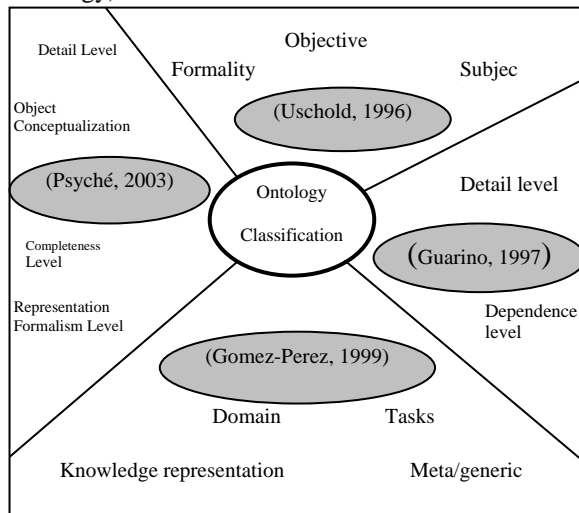 Detail Level
Objective
Formality
Subjec
Object
Conceptualization
(Uschold, 1996)
(Psyché, 2003)
Ontology
Classification
Detail level
(Guarino, 1997)
Completeness
Level
Representation
Formalism Level
Dependence
level
(Gomez-Perez, 1999)
Domain
Tasks
Knowledge representation
Meta/generic